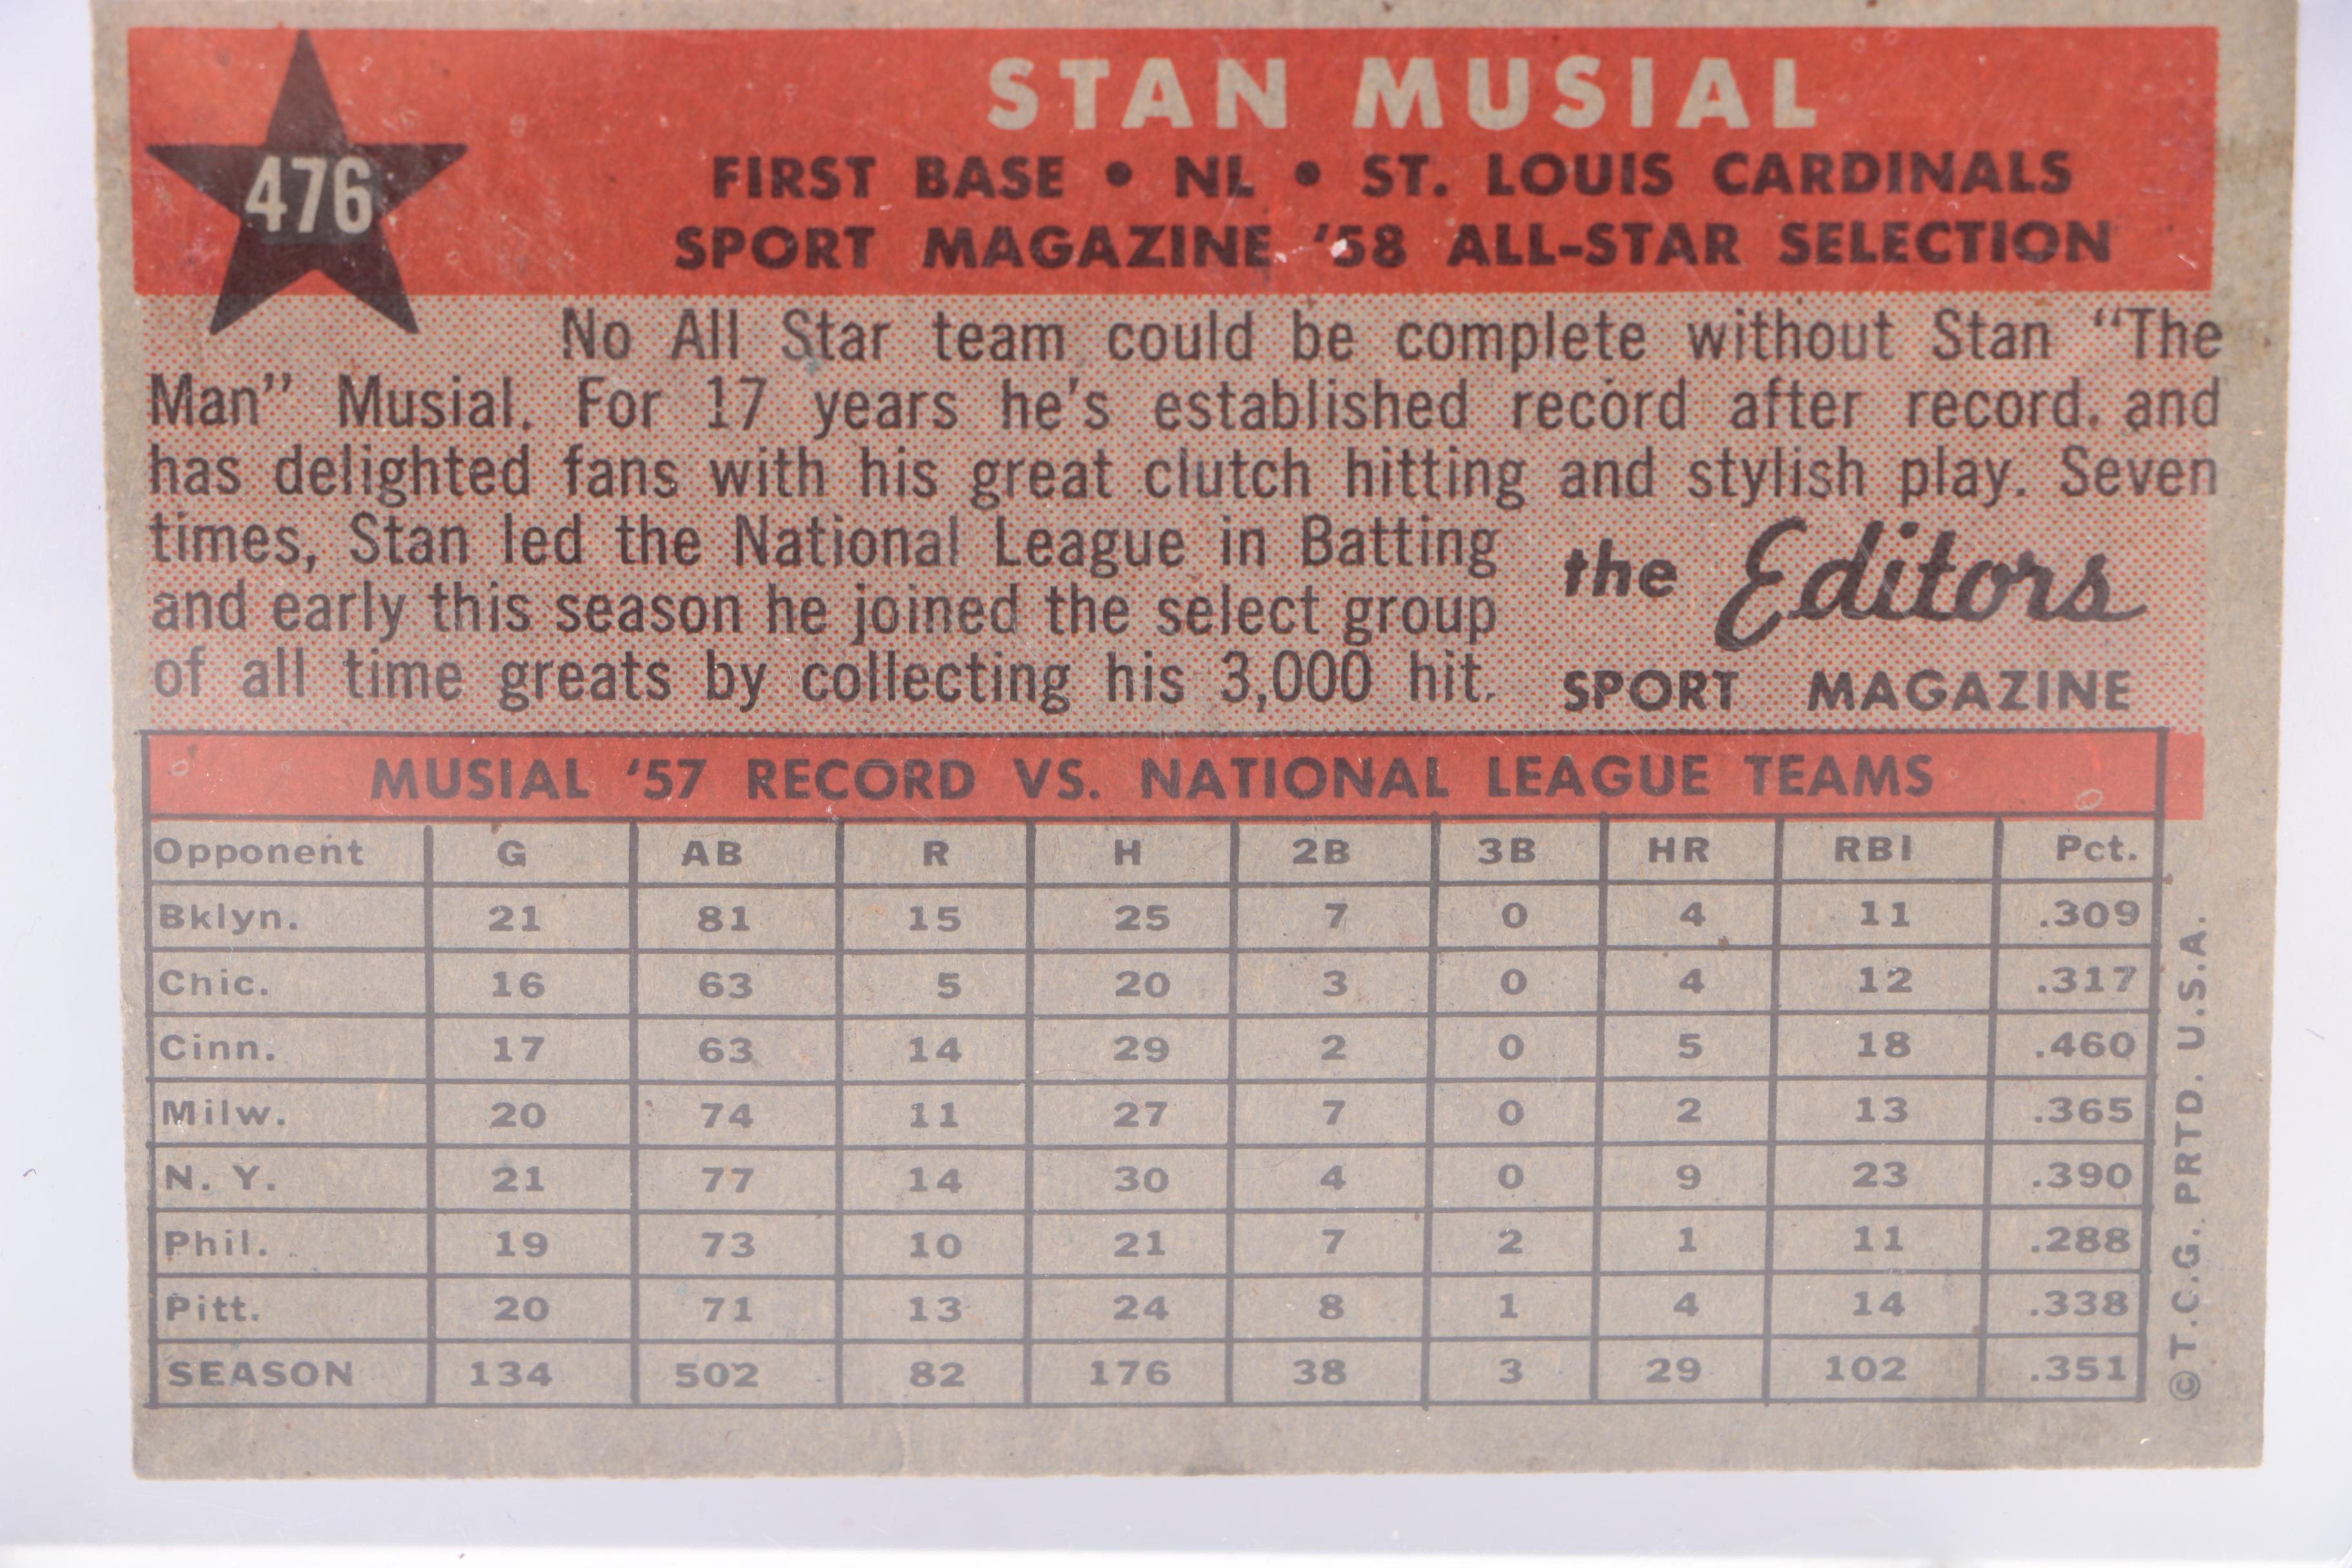 STAN MUSIAL
476
FIRST BASE • NL • ST. LOUIS CARDINALS
SPORT MAGAZINE '58 ALL-STAR SELECTION
No All Star team could be complete without Stan "The
Man" Musial. For 17 years he's established record after record. and
has delighted fans with his great clutch hitting and stylish play. Seven
times, Stan led the National League in Batting
and early this season he joined the select group
of all time greats by collecting his 3,000 hit.
the Editors
SPORT MAGAZINE
MUSIAL '57 RECORD VS. NATIONAL LEAGUE TEAMS
Opponent G AB R H 2B 3B HR RBI Pct.
Bklyn. 21 81 15 25 7 0 4 11 .309
Chic. 16 63 5 20 3 0 4 12 .317
Cinn. 17 63 14 29 2 0 5 18 .460
Milw. 20 74 11 27 7 0 2 13 .365
N. Y. 21 77 14 30 4 0 9 23 .390
Phil. 19 73 10 21 7 2 1 11 .288
Pitt. 20 71 13 24 8 1 4 14 .338
SEASON 134 502 82 176 38 3 29 102 .351
© T.C.G. PRTD. U.S.A.